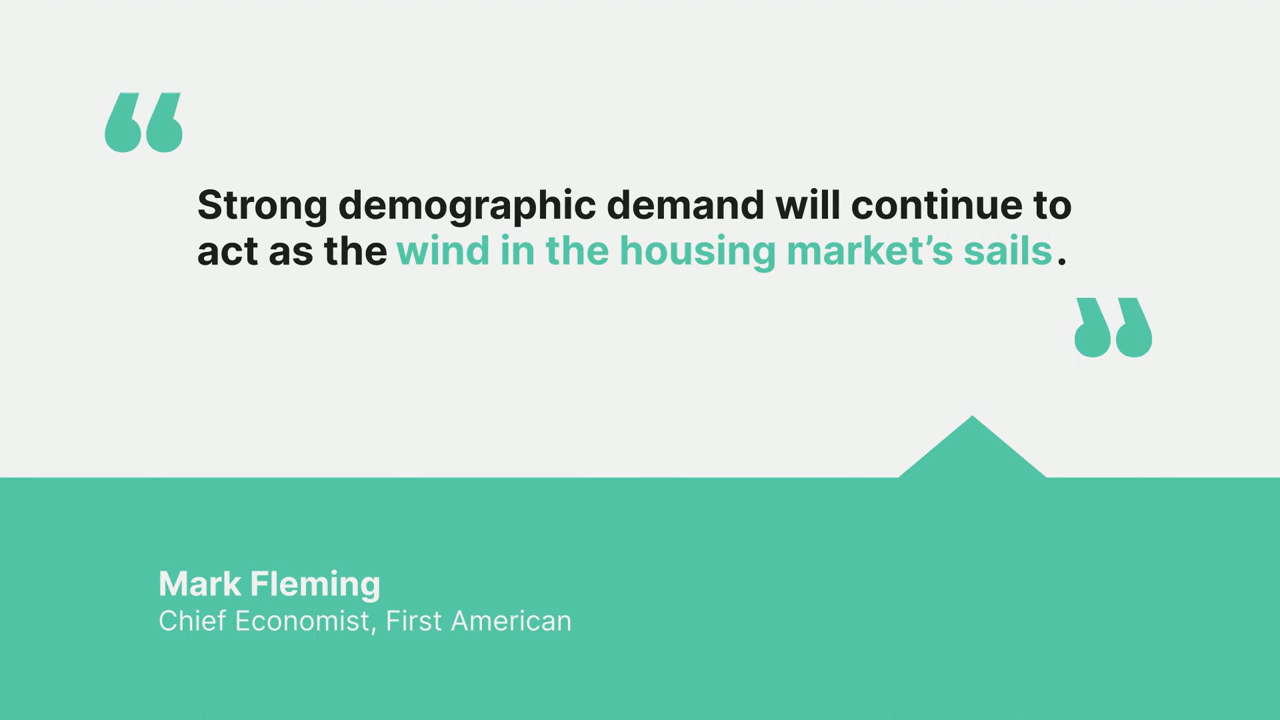 “
Strong demographic demand will continue to
act as the wind in the housing market’s sails.
”
Mark Fleming
Chief Economist, First American